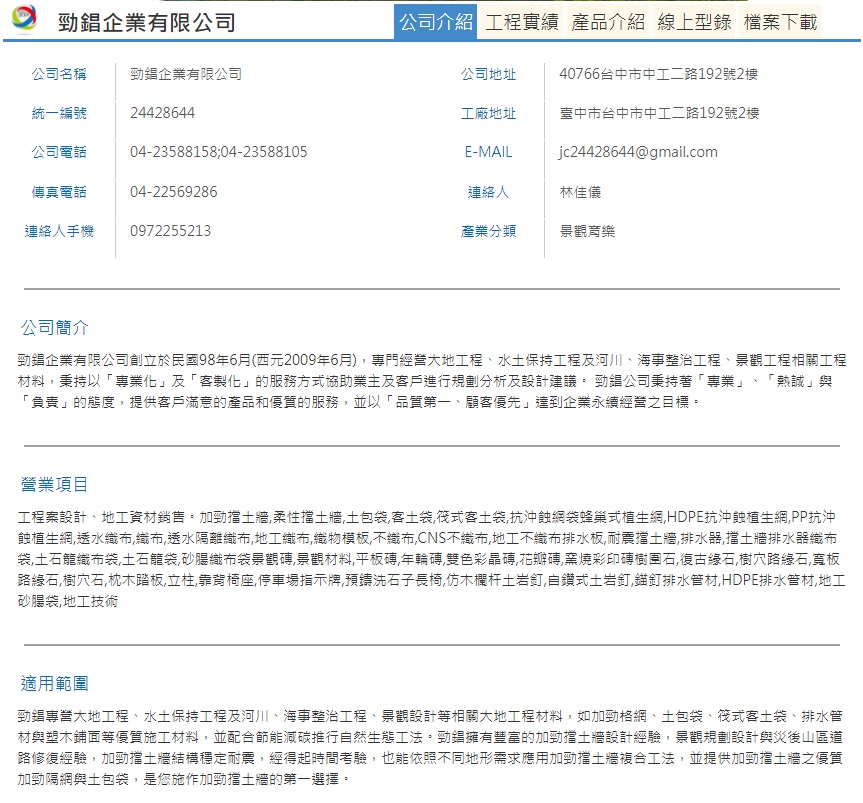 勁錩企業有限公司
公司介紹 工程實績 產品介紹 線上型錄 檔案下載
公司名稱 勁錩企業有限公司 公司地址 40766台中市中工二路192號2樓
統一編號 24428644 工廠地址 臺中市台中市中工二路192號2樓
公司電話 04-23588158;04-23588105 E-MAIL jc24428644@gmail.com
傳真電話 04-22569286 連絡人 林佳儀
連絡人手機 0972255213 產業分類 景觀育樂
公司簡介
勁錩企業有限公司創立於民國98年6月(西元2009年6月)，專門經營大地工程、水土保持工程及河川、海事整治工程、景觀工程相關工程
材料，秉持以「專業化」及「客製化」的服務方式協助業主及客戶進行規劃分析及設計建議。 勁錩公司秉持著「專業」、「熱誠」與
「負責」的態度，提供客戶滿意的產品和優質的服務，並以「品質第一、顧客優先」達到企業永續經營之目標。
營業項目
工程案設計、地工資材銷售。加勁擋土牆,柔性擋土牆,土包袋,客土袋,筏式客土袋,抗沖蝕網袋蜂巢式植生網,HDPE抗沖蝕植生網,PP抗沖
蝕植生網,透水織布,織布,透水隔離織布,地工織布,織物模板,不織布,CNS不織布,地工不織布排水板,耐震擋土牆,排水器,擋土牆排水器織布
袋,土石籠織布袋,土石籠袋,砂腸織布袋景觀磚,景觀材料,平板磚,年輪磚,雙色彩晶磚,花瓣磚,窯燒彩印磚樹圍石,復古緣石,樹穴路緣石,寬板
路緣石,樹穴石,枕木踏板,立柱,靠背椅座,停車場指示牌,預鑄洗石子長椅,仿木欄杆土岩釘,自鑽式土岩釘,錨釘排水管材,HDPE排水管材,地工
砂腸袋,地工技術
適用範圍
勁錩專營大地工程、水土保持工程及河川、海事整治工程、景觀設計等相關大地工程材料，如加勁格網、土包袋、筏式客土袋、排水管
材與塑木鋪面等優質施工材料，並配合節能減碳推行自然生態工法。勁錩擁有豐富的加勁擋土牆設計經驗，景觀規劃設計與災後山區道
路修復經驗，加勁擋土牆結構穩定耐震，經得起時間考驗，也能依照不同地形需求應用加勁擋土牆複合工法，並提供加勁擋土牆之優質
加勁隔網與土包袋，是您施作加勁擋土牆的第一選擇。